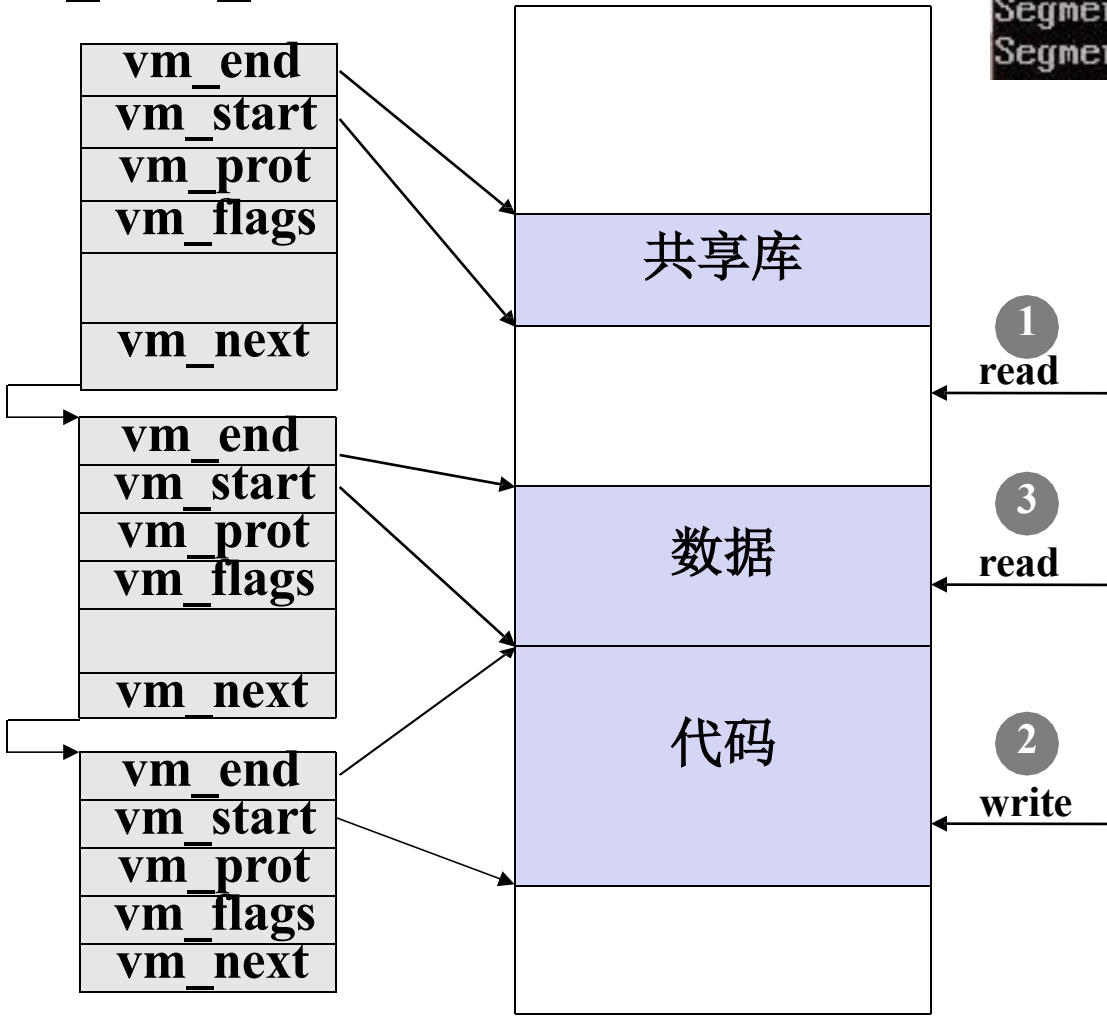 vm_end
vm_start
vm_prot
vm_flags
vm_next
vm_end
vm_start
vm_prot
vm_flags
vm_next
vm_end
vm_start
vm_prot
vm_flags
vm_next
共享库
数据
代码
1
read
3
read
2
write